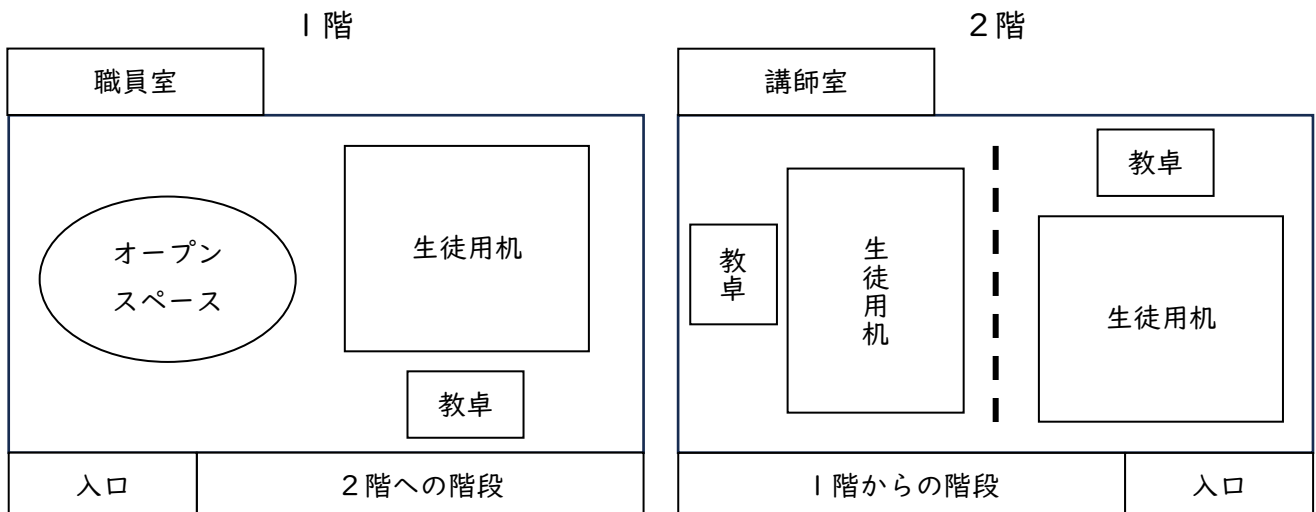 1階
職員室
オープン
スペース
生徒用机
教卓
入口
2階への階段
2階
講師室
教卓
教卓
生徒用机
生徒用机
1階からの階段
入口